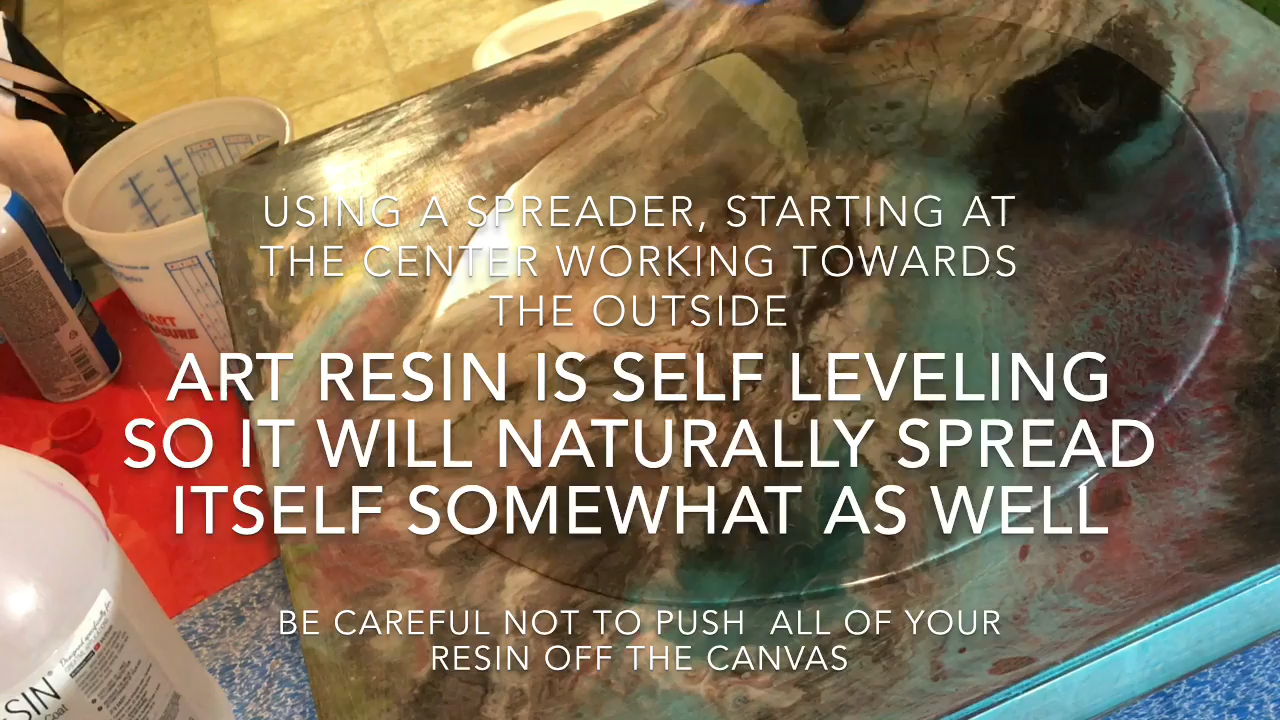 USING A SPREADER, STARTING AT
THE CENTER WORKING TOWARDS
THE OUTSIDE
ART RESIN IS SELF LEVELING
SO IT WILL NATURALLY SPREAD
ITSELF SOMEWHAT AS WELL
BE CAREFUL NOT TO PUSH  ALL OF YOUR
RESIN OFF THE CANVAS